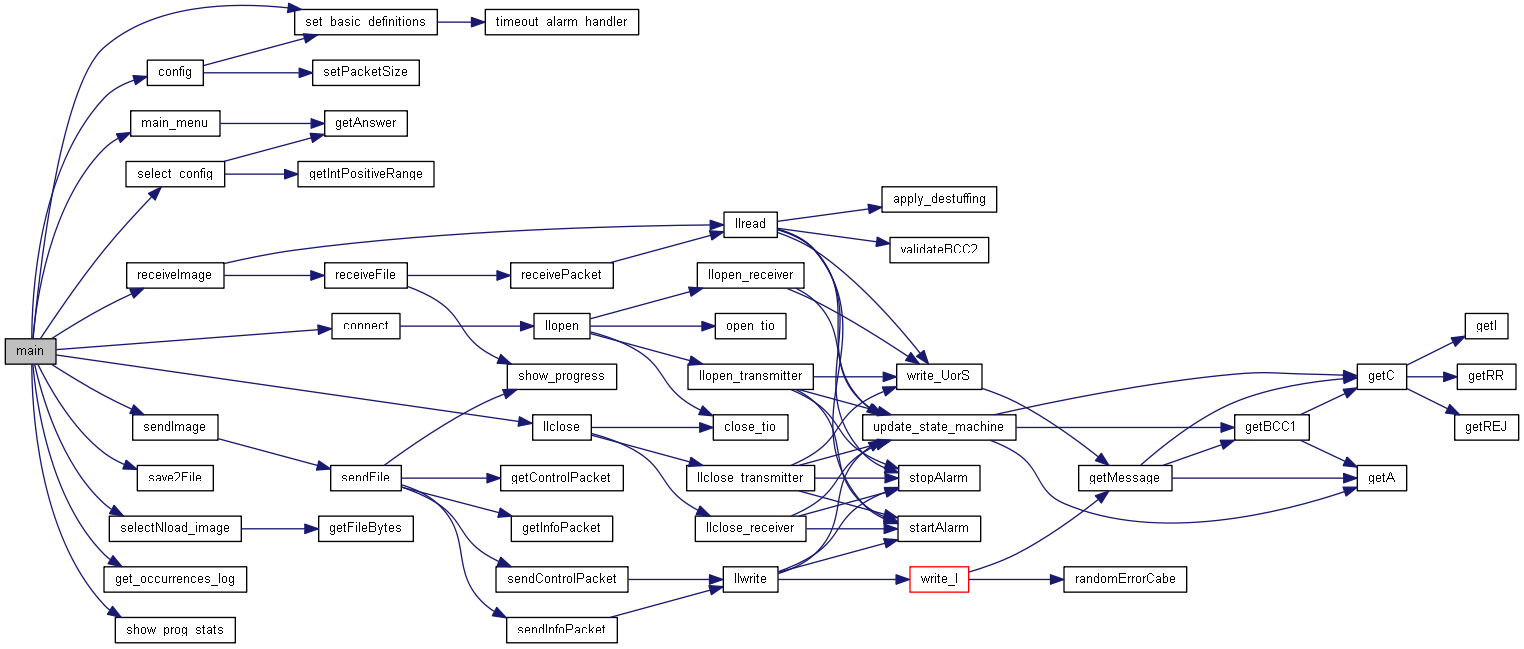 set_basic_definitions
timeout_alarm_handler
config
setPacketSize
main_menu
getAnswer
select_config
getIntPositiveRange
apply_destuffing
llread
validateBCC2
receiveImage
receiveFile
receivePacket
llopen_receiver
connect
llopen
open_tio
getI
main
show_progress
llopen_transmitter
write_UorS
getC
getRR
sendImage
llclose
close_tio
update_state_machine
getBCC1
getREJ
save2File
sendFile
getControlPacket
llclose_transmitter
stopAlarm
getMessage
getA
selectNload_image
getFileBytes
getInfoPacket
llclose_receiver
startAlarm
get_occurrences_log
sendControlPacket
llwrite
write_I
randomErrorCabe
show_prog_stats
sendInfoPacket